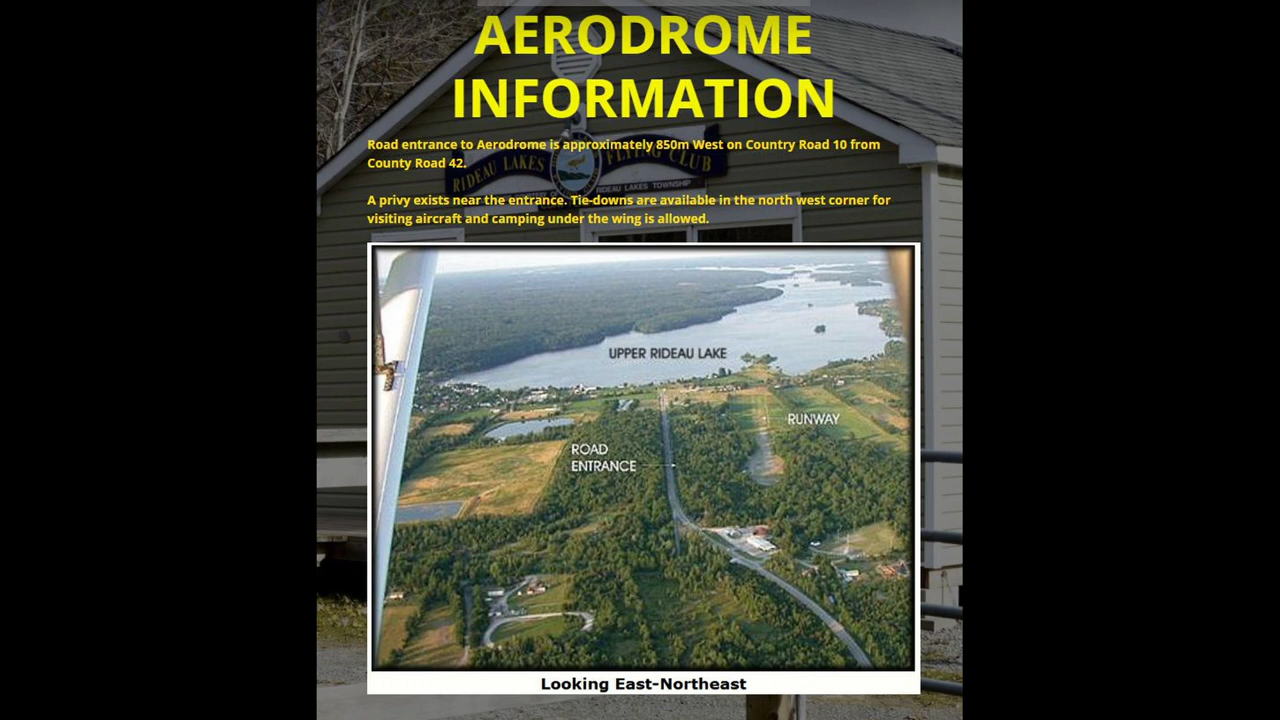 AERODROME
INFORMATION
Road entrance to Aerodrome is approximately 850m West on Country Road 10 from
County Road 42.
A privy exists near the entrance. Tie-downs are available in the north west corner for
visiting aircraft and camping under the wing is allowed.
RIDEAU LAKES FLYING CLUB
RIDEAU LAKES TOWNSHIP
UPPER RIDEAU LAKE
RUNWAY
ROAD
ENTRANCE
Looking East-Northeast